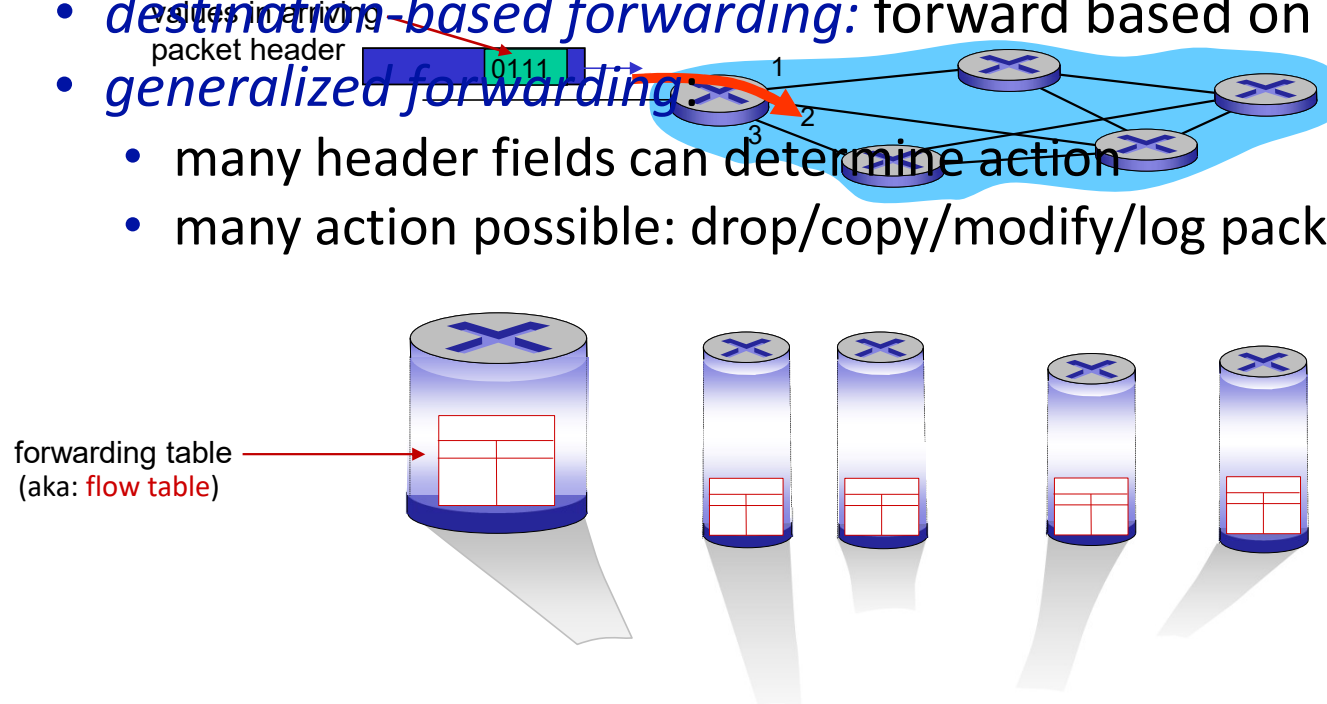 • destination-based forwarding: forward based on
values in arriving
packet header
0111
• generalized forwarding:
1
2
3
• many header fields can determine action
• many action possible: drop/copy/modify/log pack
forwarding table
(aka: flow table)